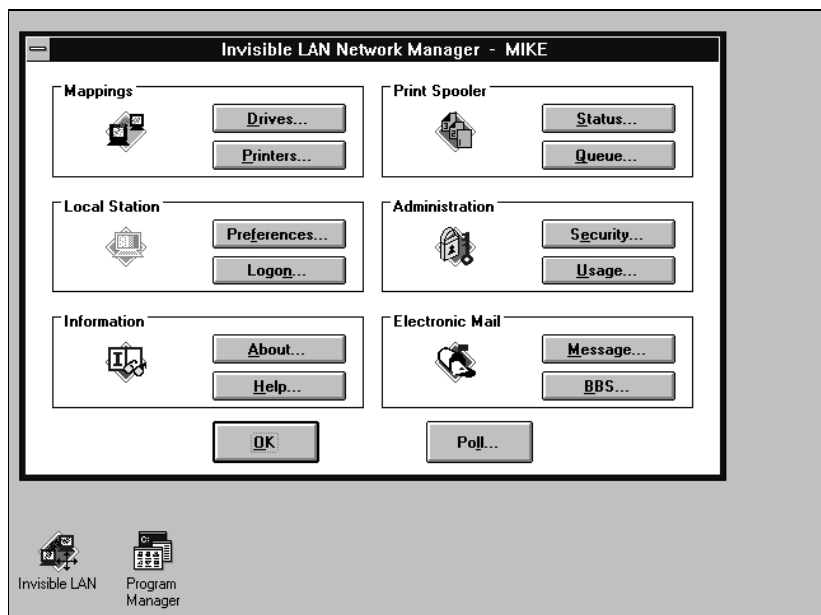 Invisible LAN Network Manager - MIKE
Mappings
Drives...
Printers...
Print Spooler
Status...
Queue...
Local Station
Preferences...
Logon...
Administration
Security...
Usage...
Information
About...
Help...
Electronic Mail
Message...
BBS...
OK
Poll...
Invisible LAN
Program
Manager